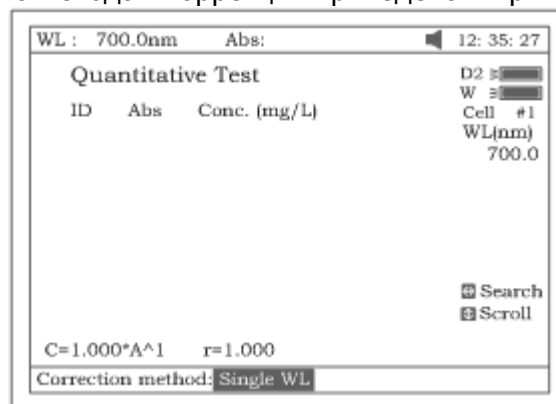 WL : 700.0nm Abs: 12: 35: 27
Quantitative Test
D2
W
ID Abs Conc. (mg/L)
Cell #1
WL(nm)
700.0
Search
Scroll
C=1.000*A^1 r=1.000
Correction method: Single WL